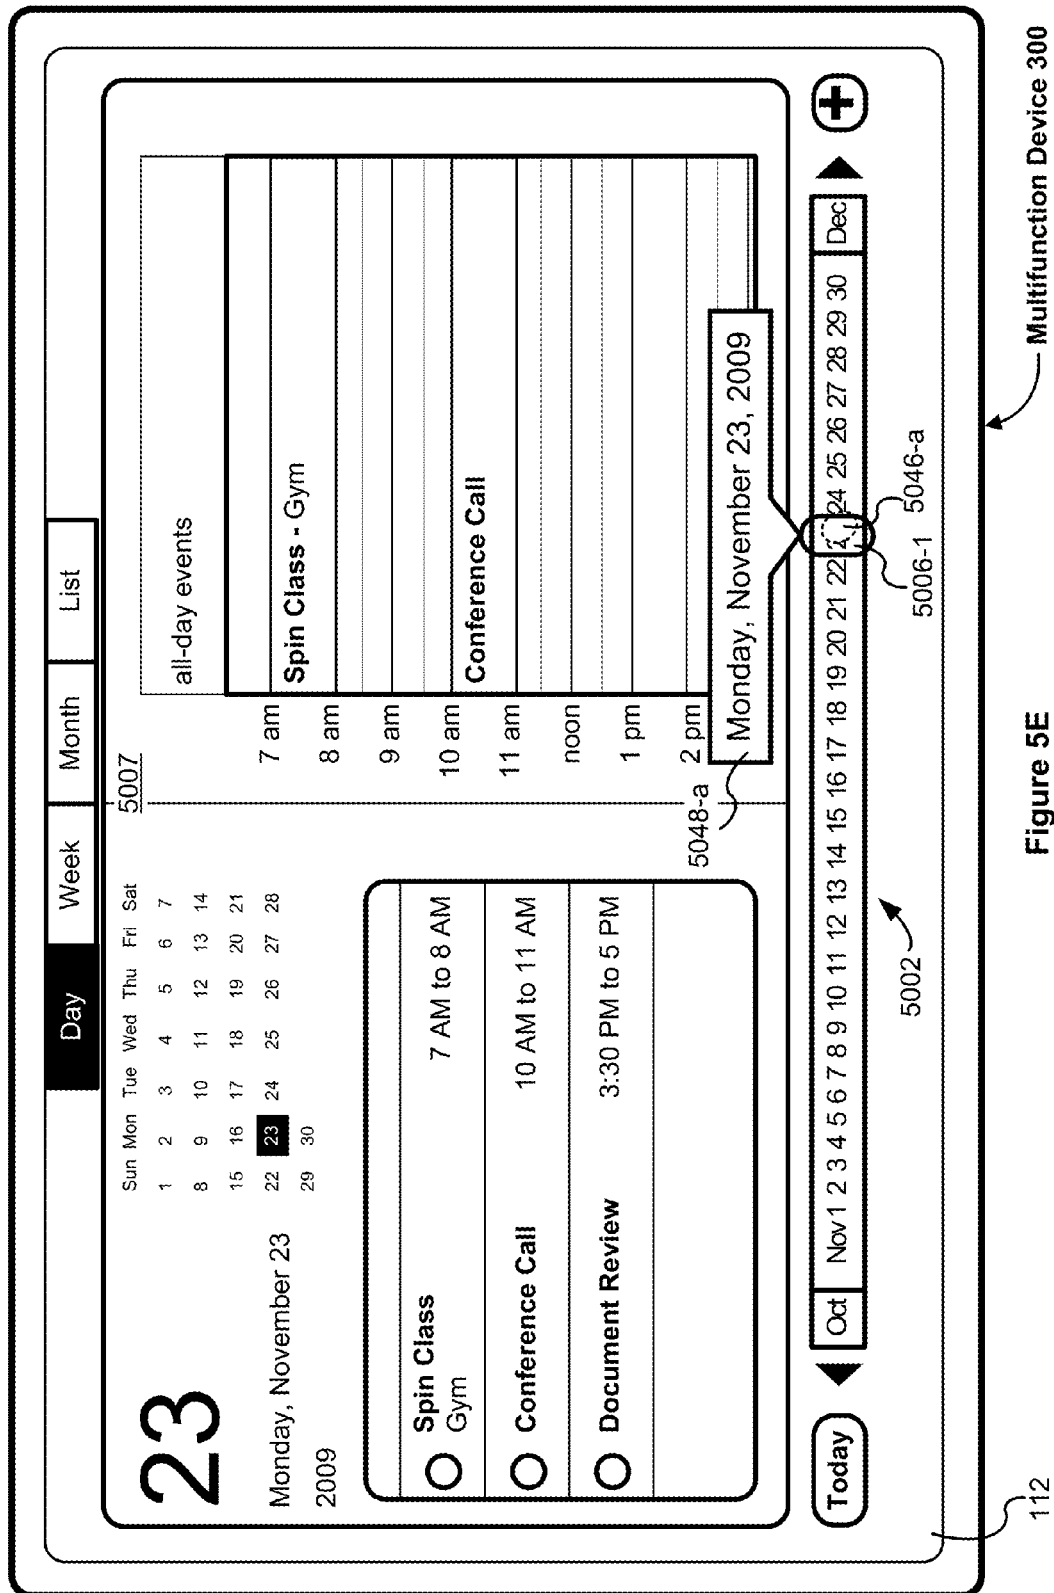 Day Week Month List
23
Monday, November 23
2009
Sun Mon Tue Wed Thu Fri Sat
1 2 3 4 5 6 7
8 9 10 11 12 13 14
15 16 17 18 19 20 21
22 23 24 25 26 27 28
29 30
Spin Class 7 AM to 8 AM
Gym
Conference Call 10 AM to 11 AM
Document Review 3:30 PM to 5 PM
5007
all-day events
7 am
Spin Class - Gym
8 am
9 am
10 am
Conference Call
11 am
noon
1 pm
2 pm
5048-a
Monday, November 23, 2009
Today Oct Nov 1 2 3 4 5 6 7 8 9 10 11 12 13 14 15 16 17 18 19 20 21 22 24 25 26 27 28 29 30 Dec +
5002
5006-1
5046-a
112
Multifunction Device 300
Figure 5E